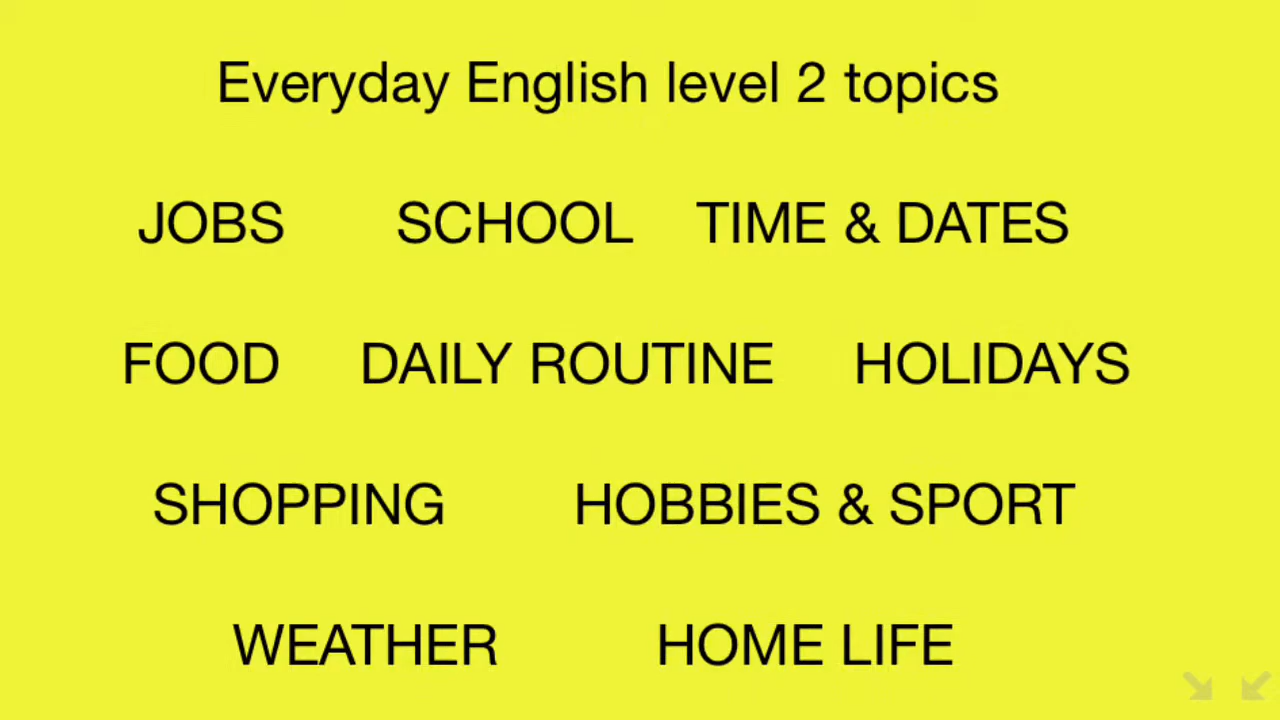 Everyday English level 2 topics
JOBS SCHOOL TIME & DATES
FOOD DAILY ROUTINE HOLIDAYS
SHOPPING HOBBIES & SPORT
WEATHER HOME LIFE